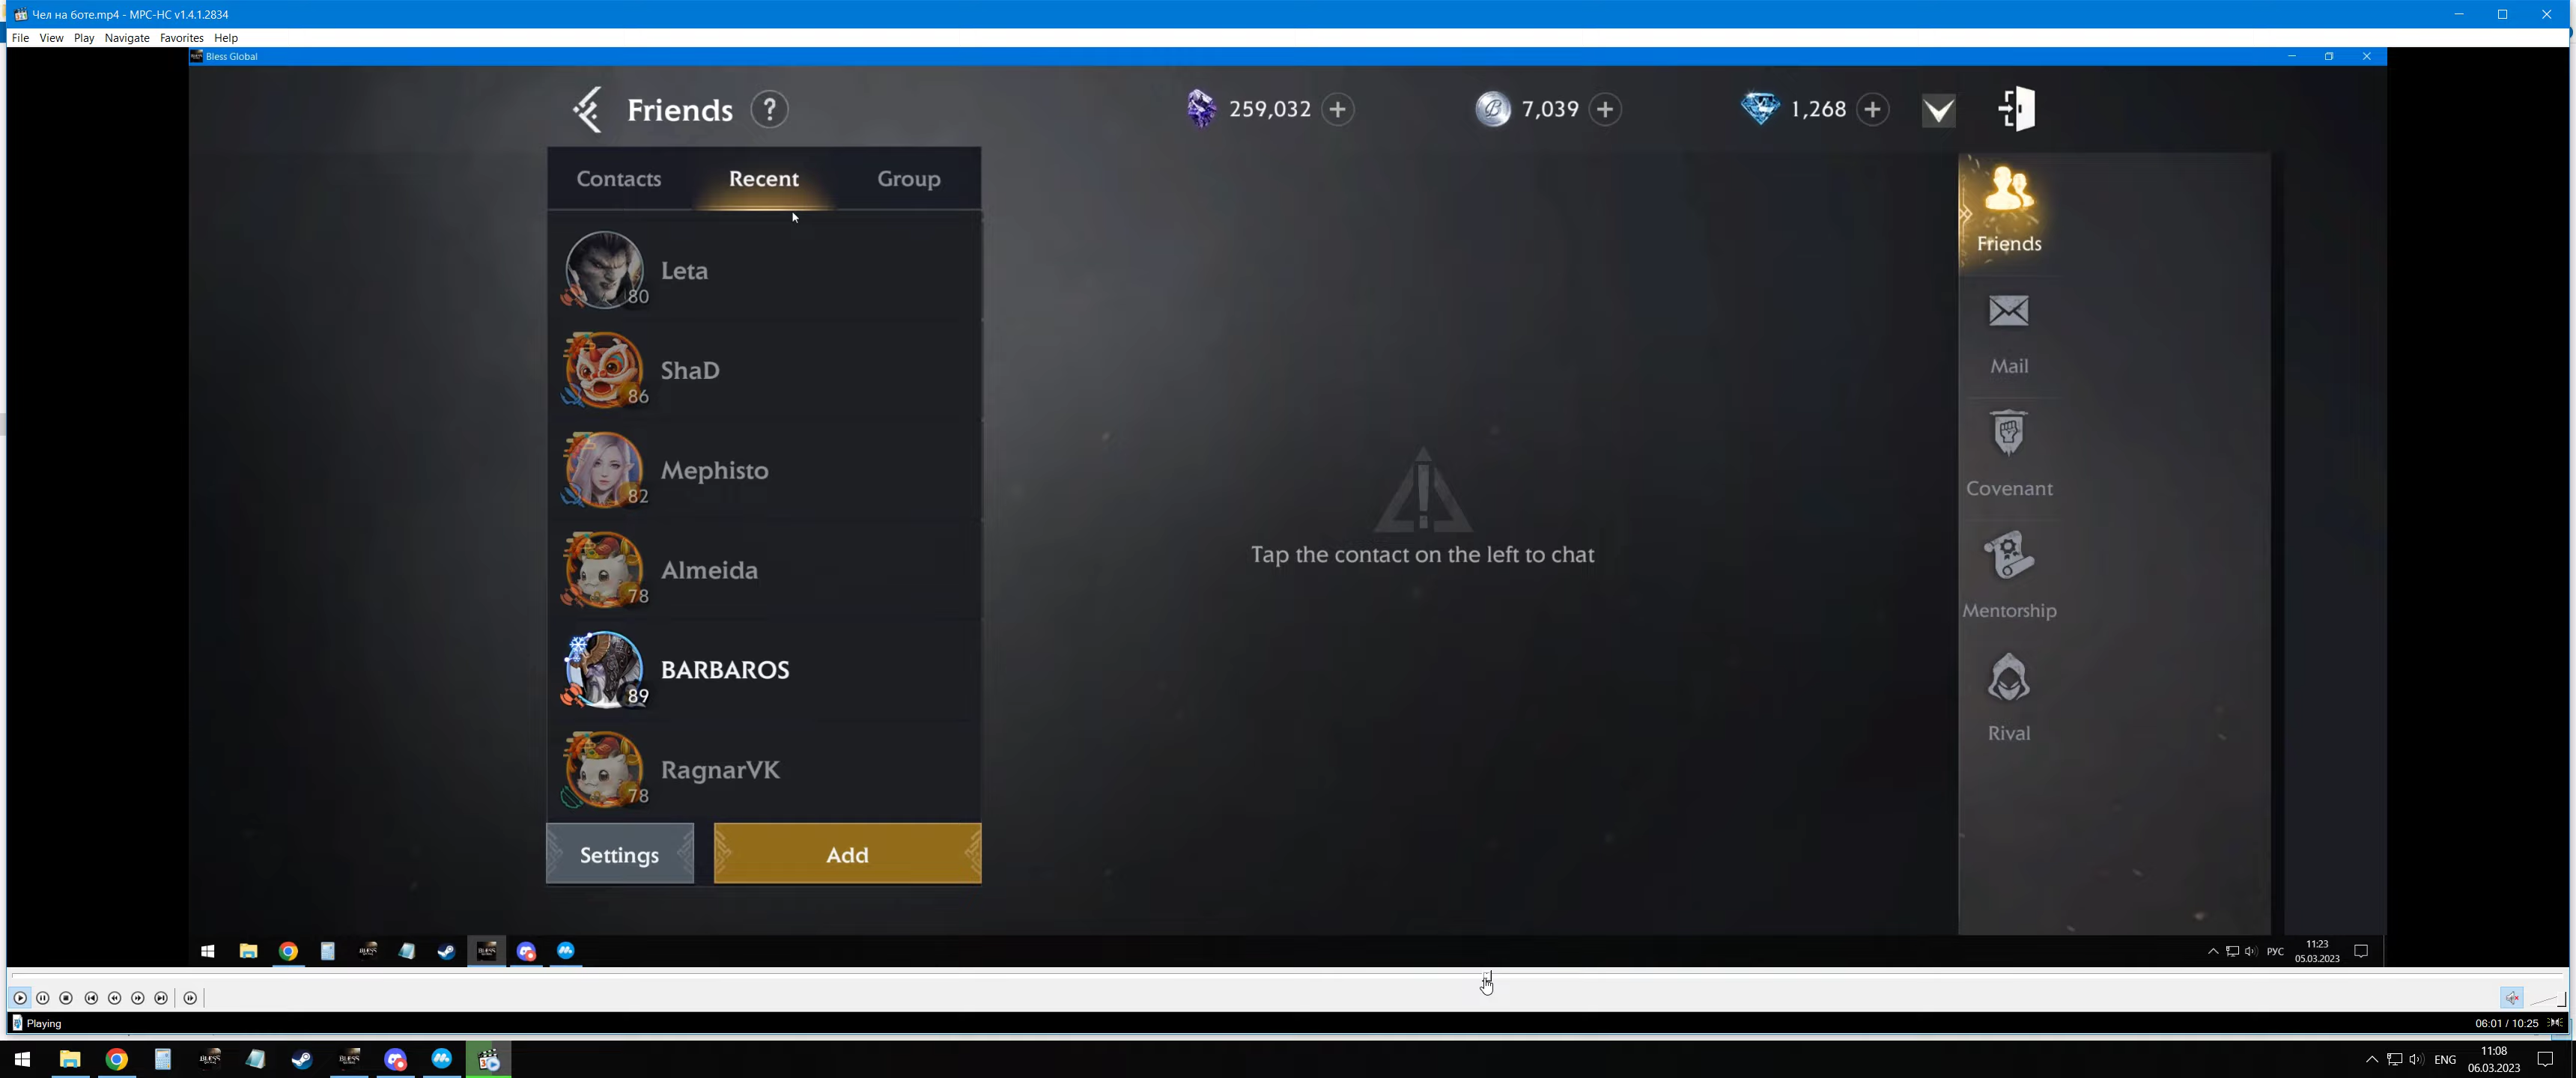 Чел на боте.mp4 - MPC-HC v1.4.1.2834
File View Play Navigate Favorites Help
Bless Global
Friends ?
259,032 +
7,039 +
1,268 +
Contacts Recent Group
Leta
80
ShaD
86
Mephisto
82
Almeida
78
BARBAROS
89
RagnarVK
78
Settings Add
Tap the contact on the left to chat
Friends
Mail
Covenant
Mentorship
Rival
РУС
11:23
05.03.2023
Playing
06:01 / 10:25
ENG
11:08
06.03.2023